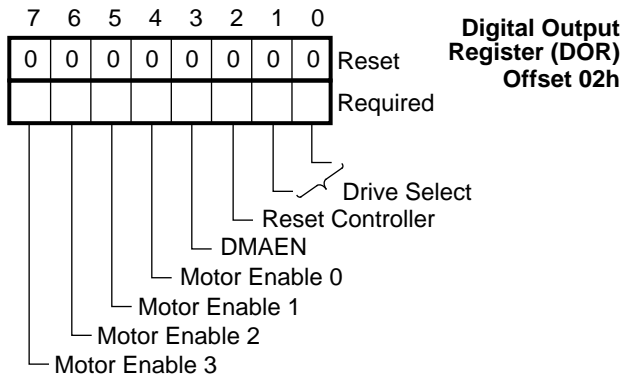 7 6 5 4 3 2 1 0
Digital Output
Register (DOR)
Offset 02h
0 0 0 0 0 0 0 0 Reset
Required
Drive Select
Reset Controller
DMAEN
Motor Enable 0
Motor Enable 1
Motor Enable 2
Motor Enable 3